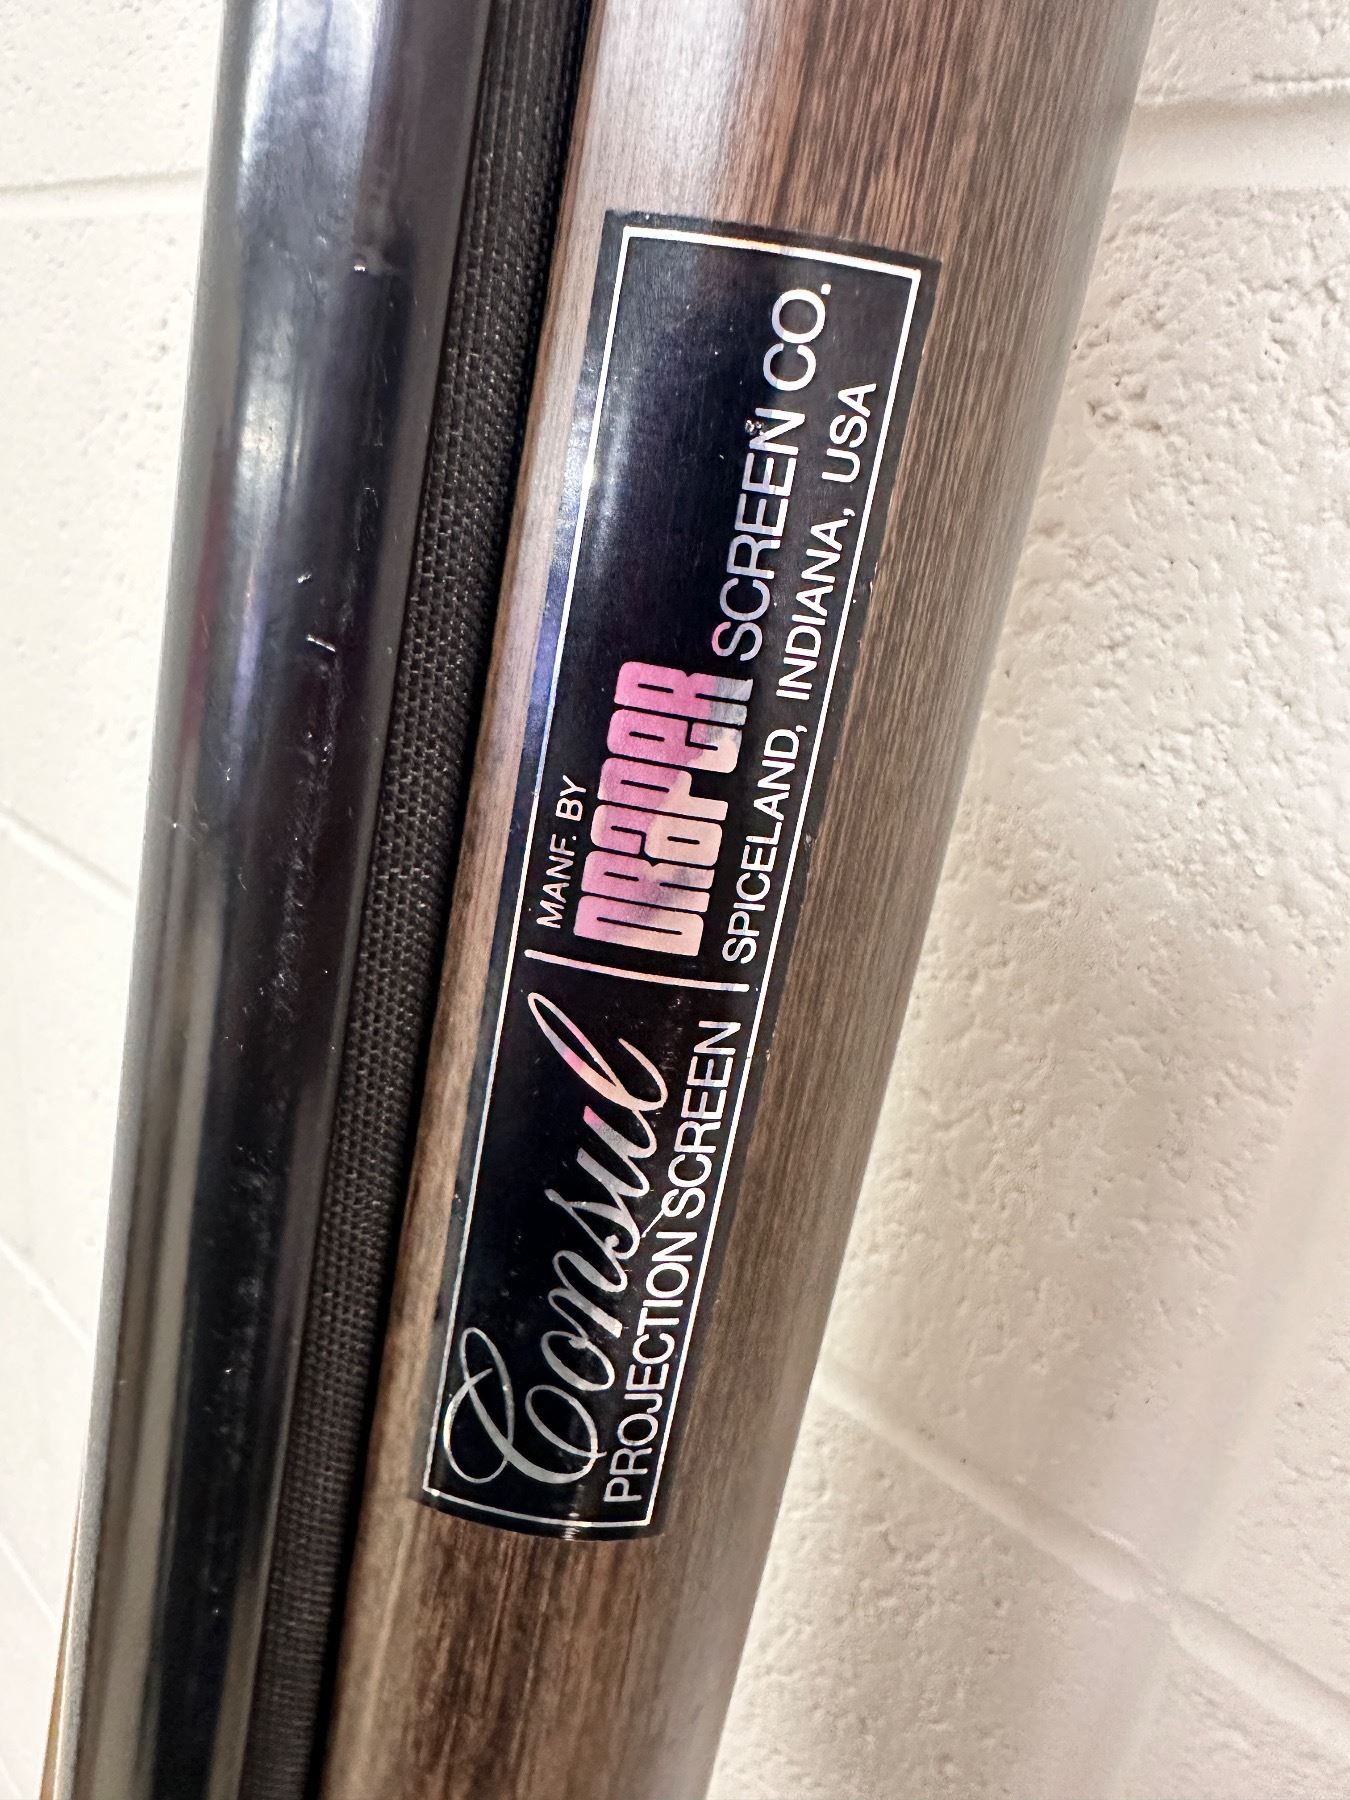 Consul
PROJECTION SCREEN
MANF. BY
DRAPER SCREEN CO.
SPICELAND, INDIANA, USA